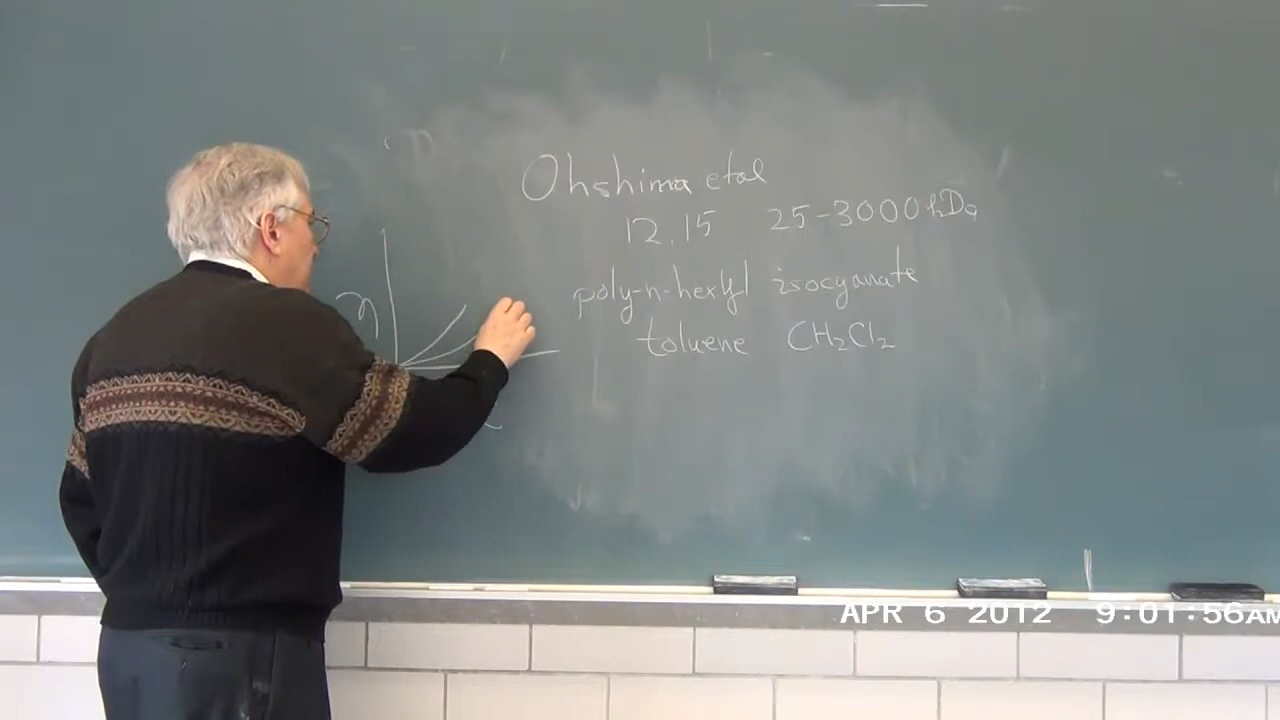 Ohshima etal
12.15 25-3000 kDa
poly-n-hexyl isocyanate
η
toluene CH₂Cl₂
c
APR 6 2012 9:01:56AM